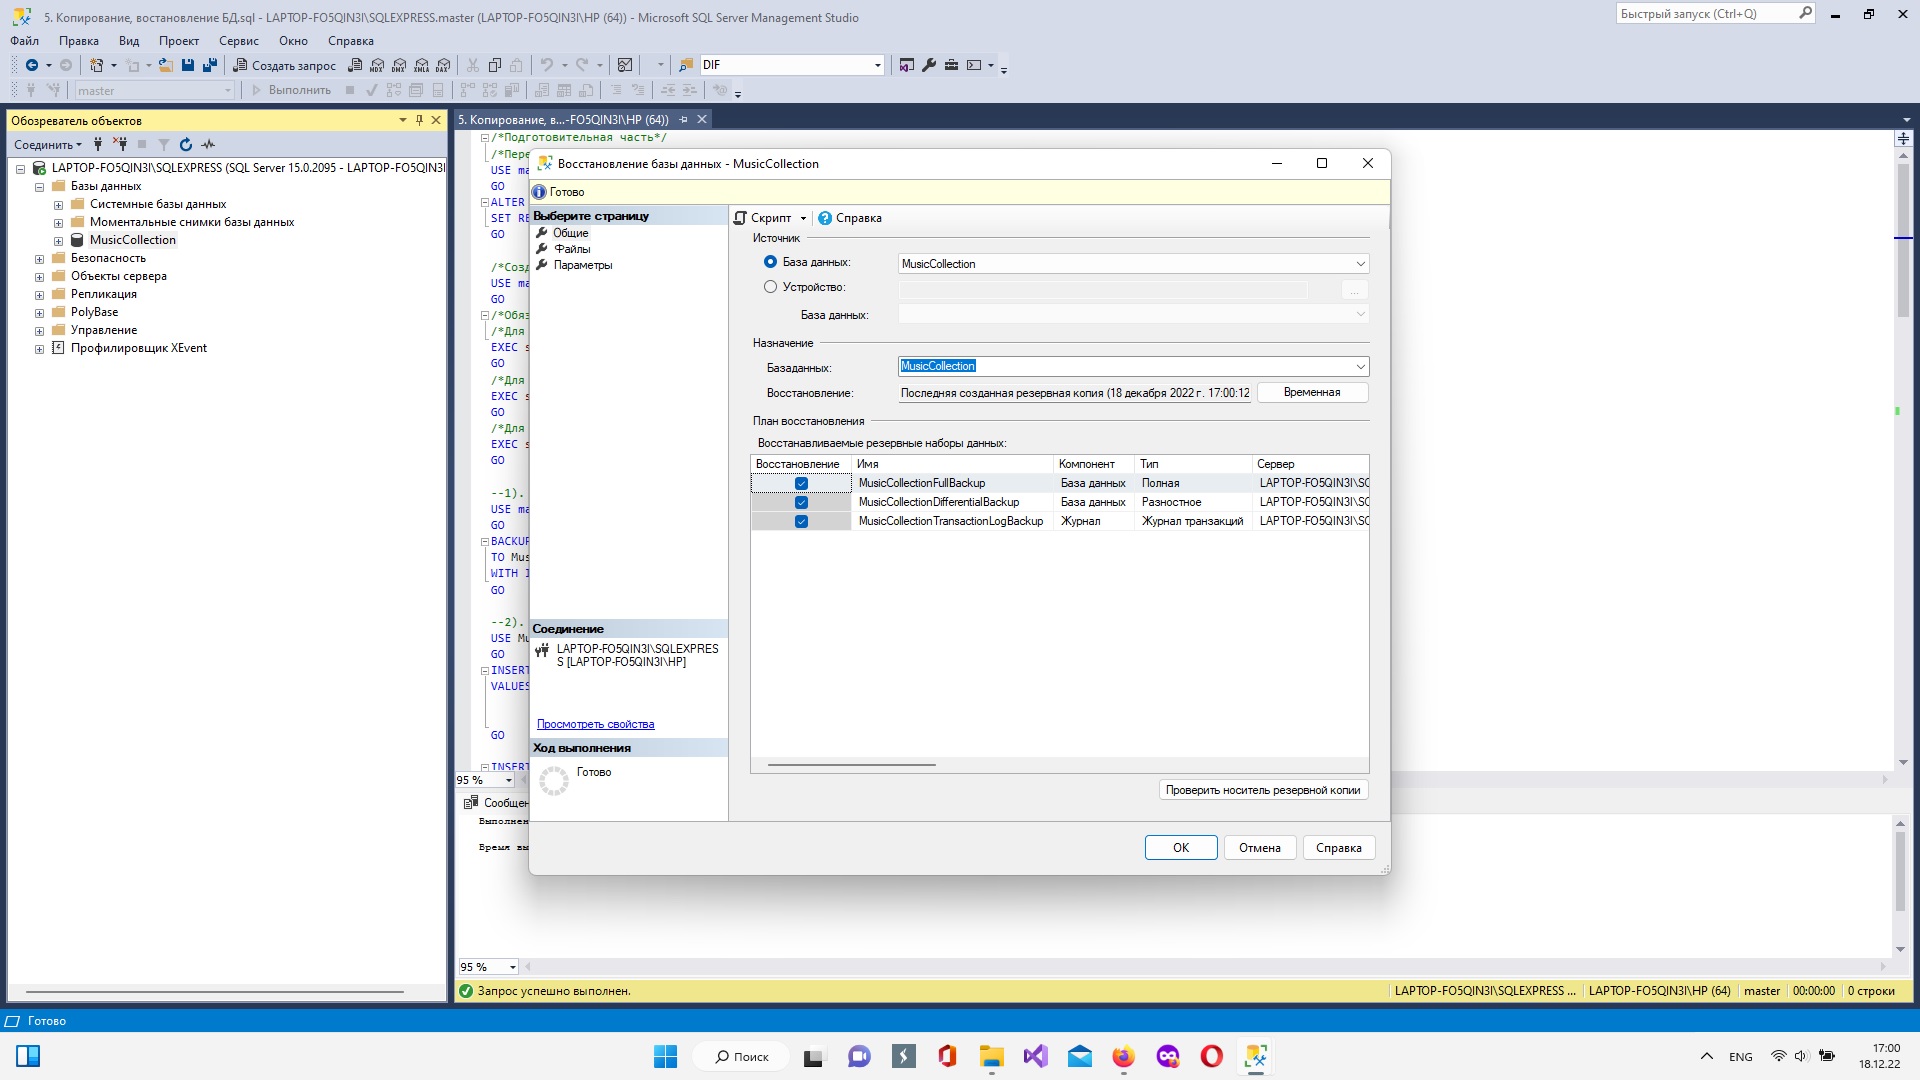 5. Копирование, востановление БД.sql - LAPTOP-FO5QIN3I\SQLEXPRESS.master (LAPTOP-FO5QIN3I\HP (64)) - Microsoft SQL Server Management Studio
Быстрый запуск (Ctrl+Q)
Файл Правка Вид Проект Сервис Окно Справка
Создать запрос MDX DMX XMLA DAX DIF
master Выполнить
Обозреватель объектов
Соединить
LAPTOP-FO5QIN3I\SQLEXPRESS (SQL Server 15.0.2095 - LAPTOP-FO5QIN3I
Базы данных
Системные базы данных
Моментальные снимки базы данных
MusicCollection
Безопасность
Объекты сервера
Репликация
PolyBase
Управление
Профилировщик XEvent
5. Копирование, в...-FO5QIN3I\HP (64))
/*Подготовительная часть*/
/*Пере
USE ma
GO
ALTER
SET RE
GO
/*Созд
USE ma
GO
/*Обяз
/*Для
EXEC s
GO
/*Для
EXEC s
GO
/*Для
EXEC s
GO
--1).
USE ma
GO
BACKUP
TO Mus
WITH I
GO
--2).
USE Mu
GO
INSERT
VALUES
GO
INSERT
95 %
Сообщен
Выполнен
Время вы
95 %
Восстановление базы данных - MusicCollection
Готово
Выберите страницу
Общие
Файлы
Параметры
Соединение
LAPTOP-FO5QIN3I\SQLEXPRES
S [LAPTOP-FO5QIN3I\HP]
Просмотреть свойства
Ход выполнения
Готово
Скрипт Справка
Источник
База данных: MusicCollection
Устройство: ...
База данных:
Назначение
Базаданных: MusicCollection
Восстановление: Последняя созданная резервная копия (18 декабря 2022 г. 17:00:12 Временная
План восстановления
Восстанавливаемые резервные наборы данных:
Восстановление Имя Компонент Тип Сервер
MusicCollectionFullBackup База данных Полная LAPTOP-FO5QIN3I\SQ
MusicCollectionDifferentialBackup База данных Разностное LAPTOP-FO5QIN3I\SQ
MusicCollectionTransactionLogBackup Журнал Журнал транзакций LAPTOP-FO5QIN3I\SQ
Проверить носитель резервной копии
ОК Отмена Справка
Запрос успешно выполнен. LAPTOP-FO5QIN3I\SQLEXPRESS ... LAPTOP-FO5QIN3I\HP (64) master 00:00:00 0 строки
Готово
Поиск ENG 17:00
18.12.22